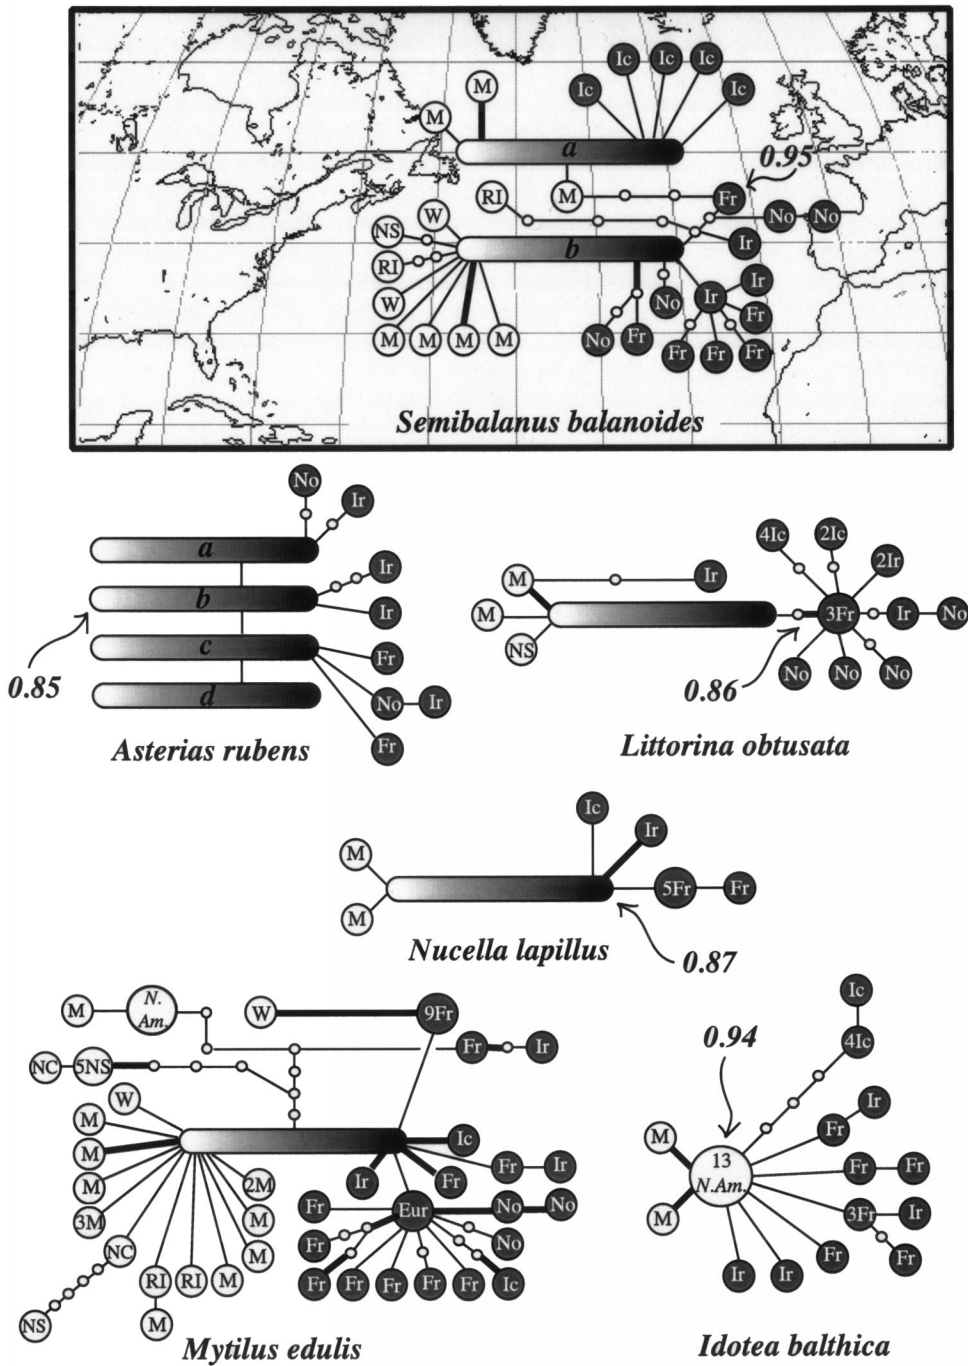 M
M
Ic
Ic
Ic
Ic
Ic
a
0.95
RI
M
Fr
No
No
W
NS
b
Ir
RI
W
M
M
M
M
Ir
Ir
No
Fr
No
Fr
Fr
Fr
Fr
Semibalanus balanoides
No
Ir
a
Ir
b
Ir
c
Fr
d
No
Ir
Fr
0.85
Asterias rubens
4Ic
2Ic
2Ir
M
Ir
M
3Fr
Ir
No
NS
No
No
No
0.86
Littorina obtusata
Ic
Ir
M
5Fr
Fr
M
Nucella lapillus
0.87
M
N.
Am.
W
9Fr
Fr
Ir
NC
5NS
W
M
M
M
3M
NC
NS
RI
M
RI
M
M
M
2M
Ic
Ir
Fr
Fr
Ir
Fr
Eur
No
No
Fr
No
Fr
Fr
Fr
Fr
Fr
Ic
Mytilus edulis
0.94
Ic
4Ic
M
13
N.Am.
M
Ir
Fr
Fr
Fr
3Fr
Ir
Fr
Fr
Ir
Ir
Idotea balthica